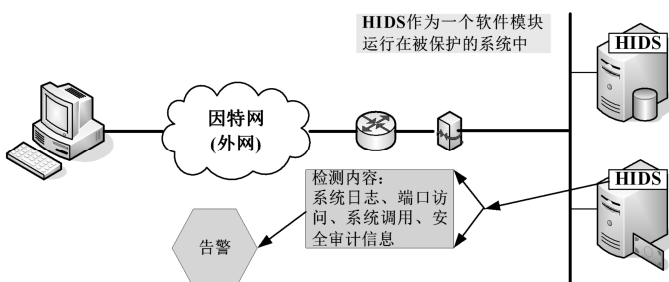 HIDS作为一个软件模块
运行在被保护的系统中
HIDS
因特网
(外网)
HIDS
检测内容：
系统日志、端口访
问、系统调用、安
全审计信息
告警